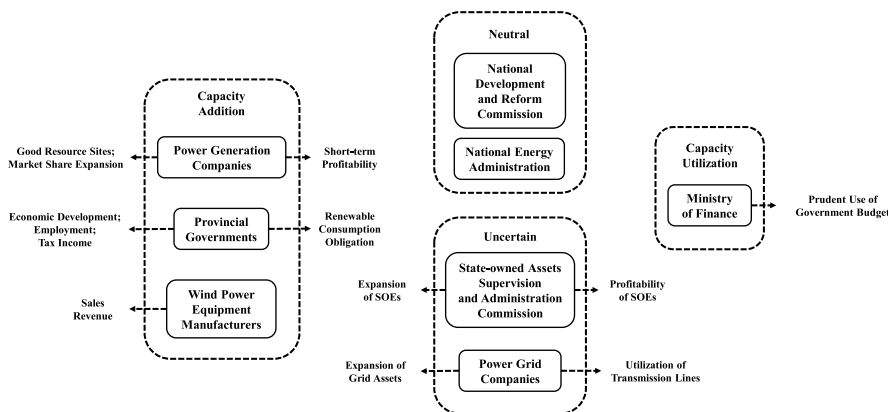 Capacity
Addition
Good Resource Sites;
Market Share Expansion
Power Generation
Companies
Short-term
Profitability
Economic Development;
Employment;
Tax Income
Provincial
Governments
Renewable
Consumption
Obligation
Sales
Revenue
Wind Power
Equipment
Manufacturers
Neutral
National
Development
and Reform
Commission
National Energy
Administration
Uncertain
Expansion
of SOEs
State-owned Assets
Supervision
and Administration
Commission
Profitability
of SOEs
Expansion of
Grid Assets
Power Grid
Companies
Utilization of
Transmission Lines
Capacity
Utilization
Ministry
of Finance
Prudent Use of
Government Budget